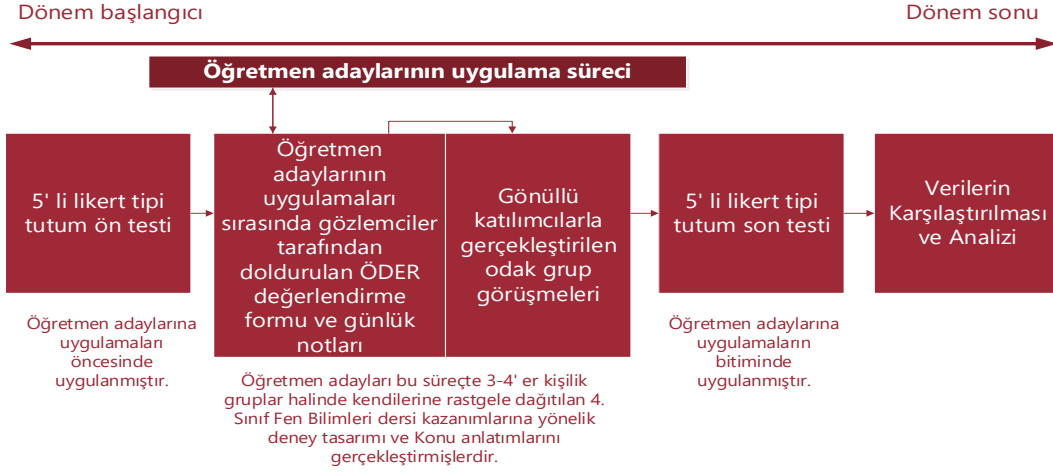 Dönem başlangıcı
Dönem sonu
Öğretmen adaylarının uygulama süreci
5' li likert tipi
tutum ön testi
Öğretmen
adaylarının
uygulamaları
sırasında gözlemciler
tarafından
doldurulan ÖDER
değerlendirme
formu ve günlük
notları
Gönüllü
katılımcılarla
gerçekleştirilen
odak grup
görüşmeleri
5' li likert tipi
tutum son testi
Verilerin
Karşılaştırılması
ve Analizi
Öğretmen adaylarına
uygulamaları
öncesinde
uygulanmıştır.
Öğretmen adayları bu süreçte 3-4' er kişilik
gruplar halinde kendilerine rastgele dağıtılan 4.
Sınıf Fen Bilimleri dersi kazanımlarına yönelik
deney tasarımı ve Konu anlatımlarını
gerçekleştirmişlerdir.
Öğretmen adaylarına
uygulamaların
bitiminde
uygulanmıştır.